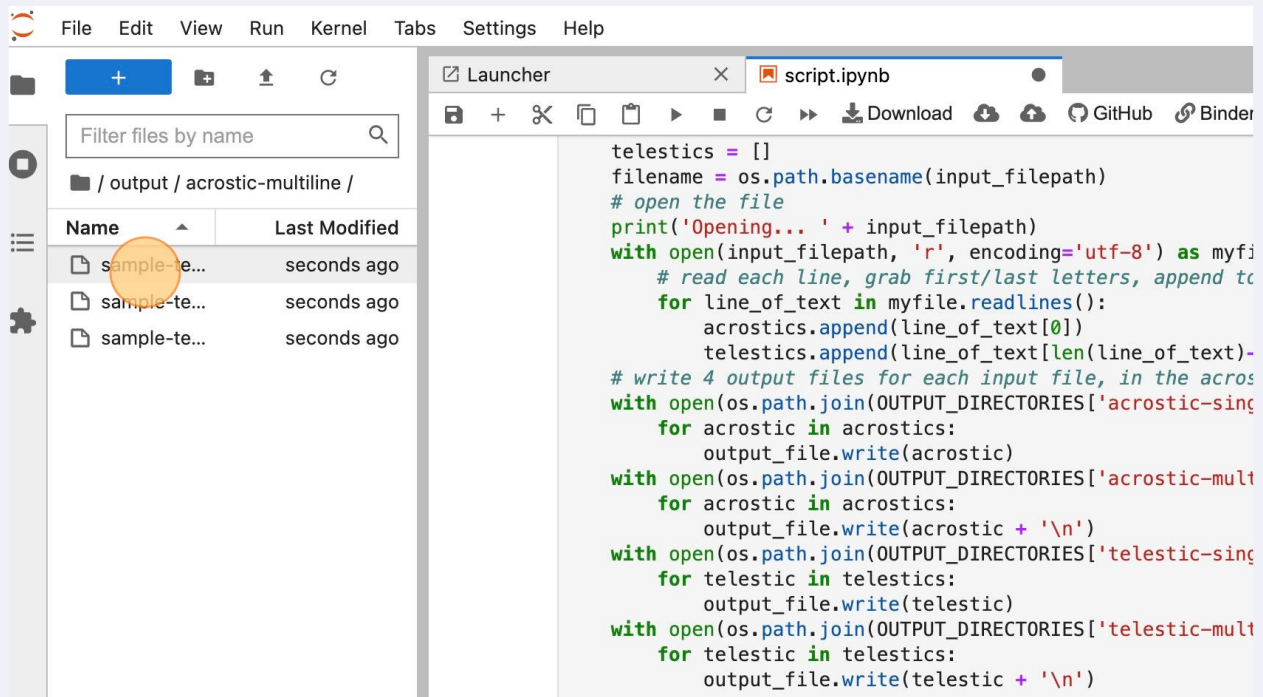 File Edit View Run Kernel Tabs Settings Help
+
Filter files by name
/ output / acrostic-multiline /
Name Last Modified
sample-te... seconds ago
sample-te... seconds ago
sample-te... seconds ago
Launcher
script.ipynb
Download GitHub Binder
telestics = []
filename = os.path.basename(input_filepath)
# open the file
print('Opening... ' + input_filepath)
with open(input_filepath, 'r', encoding='utf-8') as myfi
# read each line, grab first/last letters, append to
for line_of_text in myfile.readlines():
acrostics.append(line_of_text[0])
telestics.append(line_of_text[len(line_of_text)-
# write 4 output files for each input file, in the acros
with open(os.path.join(OUTPUT_DIRECTORIES['acrostic-sing
for acrostic in acrostics:
output_file.write(acrostic)
with open(os.path.join(OUTPUT_DIRECTORIES['acrostic-mult
for acrostic in acrostics:
output_file.write(acrostic + '\n')
with open(os.path.join(OUTPUT_DIRECTORIES['telestic-sing
for telestic in telestics:
output_file.write(telestic)
with open(os.path.join(OUTPUT_DIRECTORIES['telestic-mult
for telestic in telestics:
output_file.write(telestic + '\n')